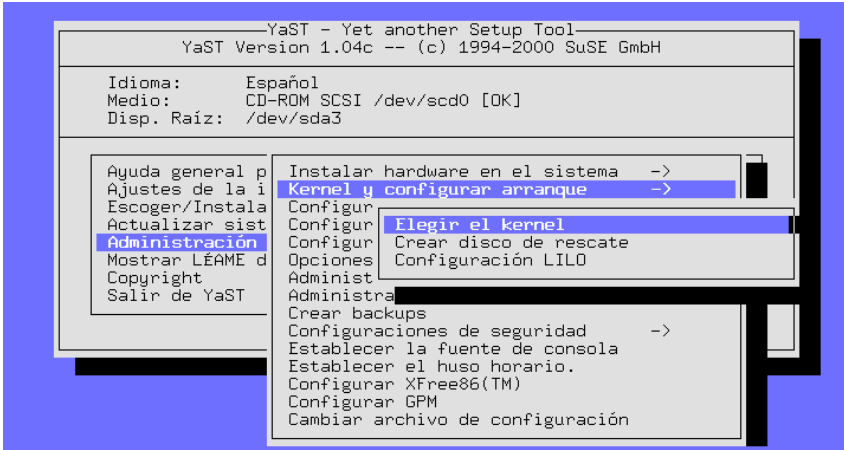 YaST - Yet another Setup Tool
YaST Version 1.04c -- (c) 1994-2000 SuSE GmbH
Idioma: Español
Medio: CD-ROM SCSI /dev/scd0 [OK]
Disp. Raíz: /dev/sda3
Ayuda general p
Ajustes de la i
Escoger/Instala
Actualizar sist
Administración
Mostrar LÉAME d
Copyright
Salir de YaST
Instalar hardware en el sistema ->
Kernel y configurar arranque ->
Configur
Configur
Configur
Opciones
Administ
Administra
Crear backups
Configuraciones de seguridad ->
Establecer la fuente de consola
Establecer el huso horario.
Configurar XFree86(TM)
Configurar GPM
Cambiar archivo de configuración
Elegir el kernel
Crear disco de rescate
Configuración LILO